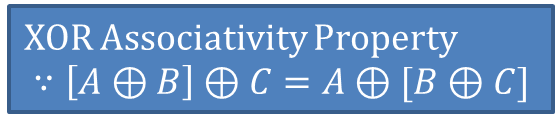 XOR Associativity Property
∵ [A ⊕ B] ⊕ C = A ⊕ [B ⊕ C]